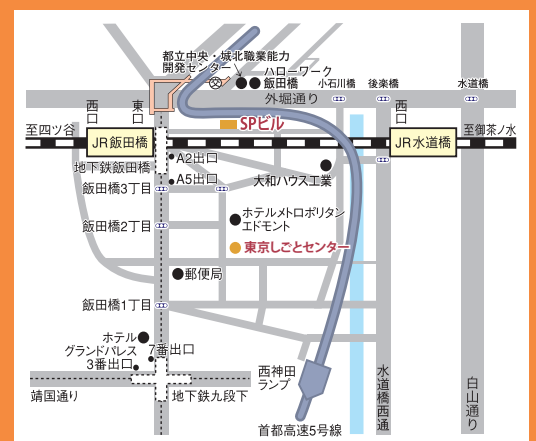 都立中央・城北職業能力
開発センター
ハローワーク
飯田橋
小石川橋
後楽橋
水道橋
外堀通り
西口
東口
西口
SPビル
至四ツ谷
JR飯田橋
JR水道橋
至御茶ノ水
地下鉄飯田橋
A2出口
A5出口
大和ハウス工業
飯田橋3丁目
ホテルメトロポリタン
エドモント
飯田橋2丁目
東京しごとセンター
郵便局
飯田橋1丁目
ホテル
グランドパレス
7番出口
3番出口
西神田
ランプ
水道橋西通
白山通り
靖国通り
地下鉄九段下
首都高速5号線